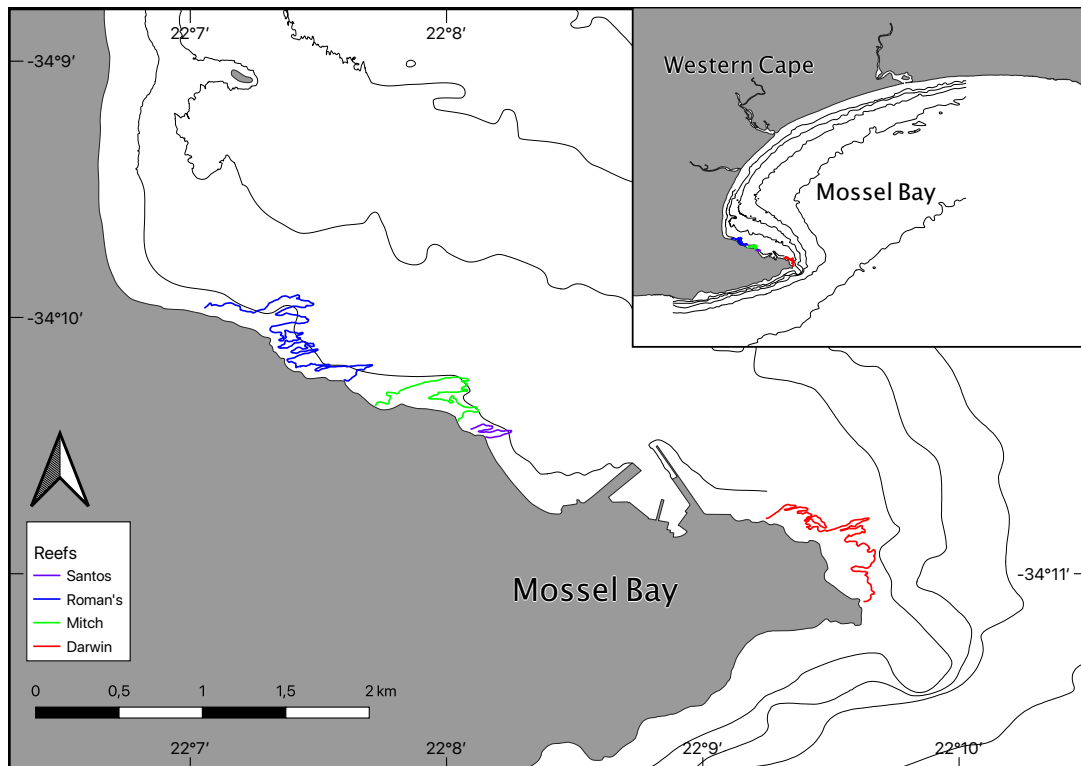 22°7′
22°8′
-34°9′
Western Cape
Mossel Bay
-34°10′
Reefs
Santos
Roman's
Mitch
Darwin
Mossel Bay
-34°11′
0 0,5 1 1,5 2 km
22°7′
22°8′
22°9′
22°10′